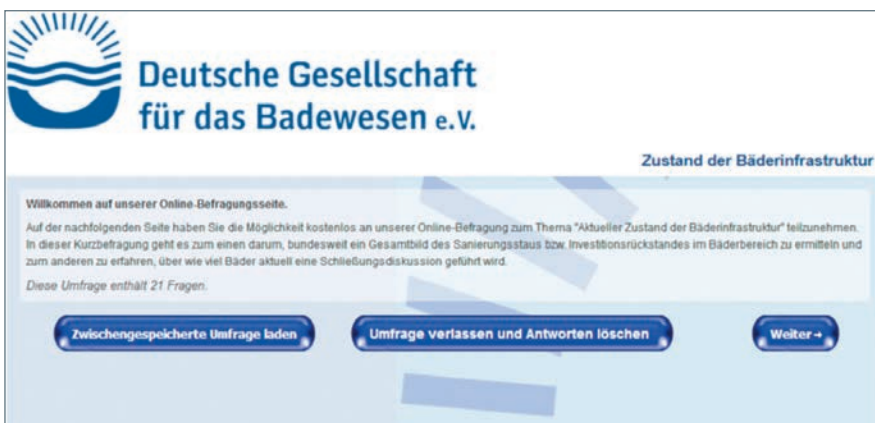 Deutsche Gesellschaft
für das Badewesen e.V.
Zustand der Bäderinfrastruktur
Willkommen auf unserer Online-Befragungsseite.
Auf der nachfolgenden Seite haben Sie die Möglichkeit kostenlos an unserer Online-Befragung zum Thema "Aktueller Zustand der Bäderinfrastruktur" teilzunehmen.
In dieser Kurzbefragung geht es zum einen darum, bundesweit ein Gesamtbild des Sanierungsstaus bzw. Investitionsrückstandes im Bäderbereich zu ermitteln und
zum anderen zu erfahren, über wie viel Bäder aktuell eine Schließungsdiskussion geführt wird.
Diese Umfrage enthält 21 Fragen.
Zwischengespeicherte Umfrage laden
Umfrage verlassen und Antworten löschen
Weiter→